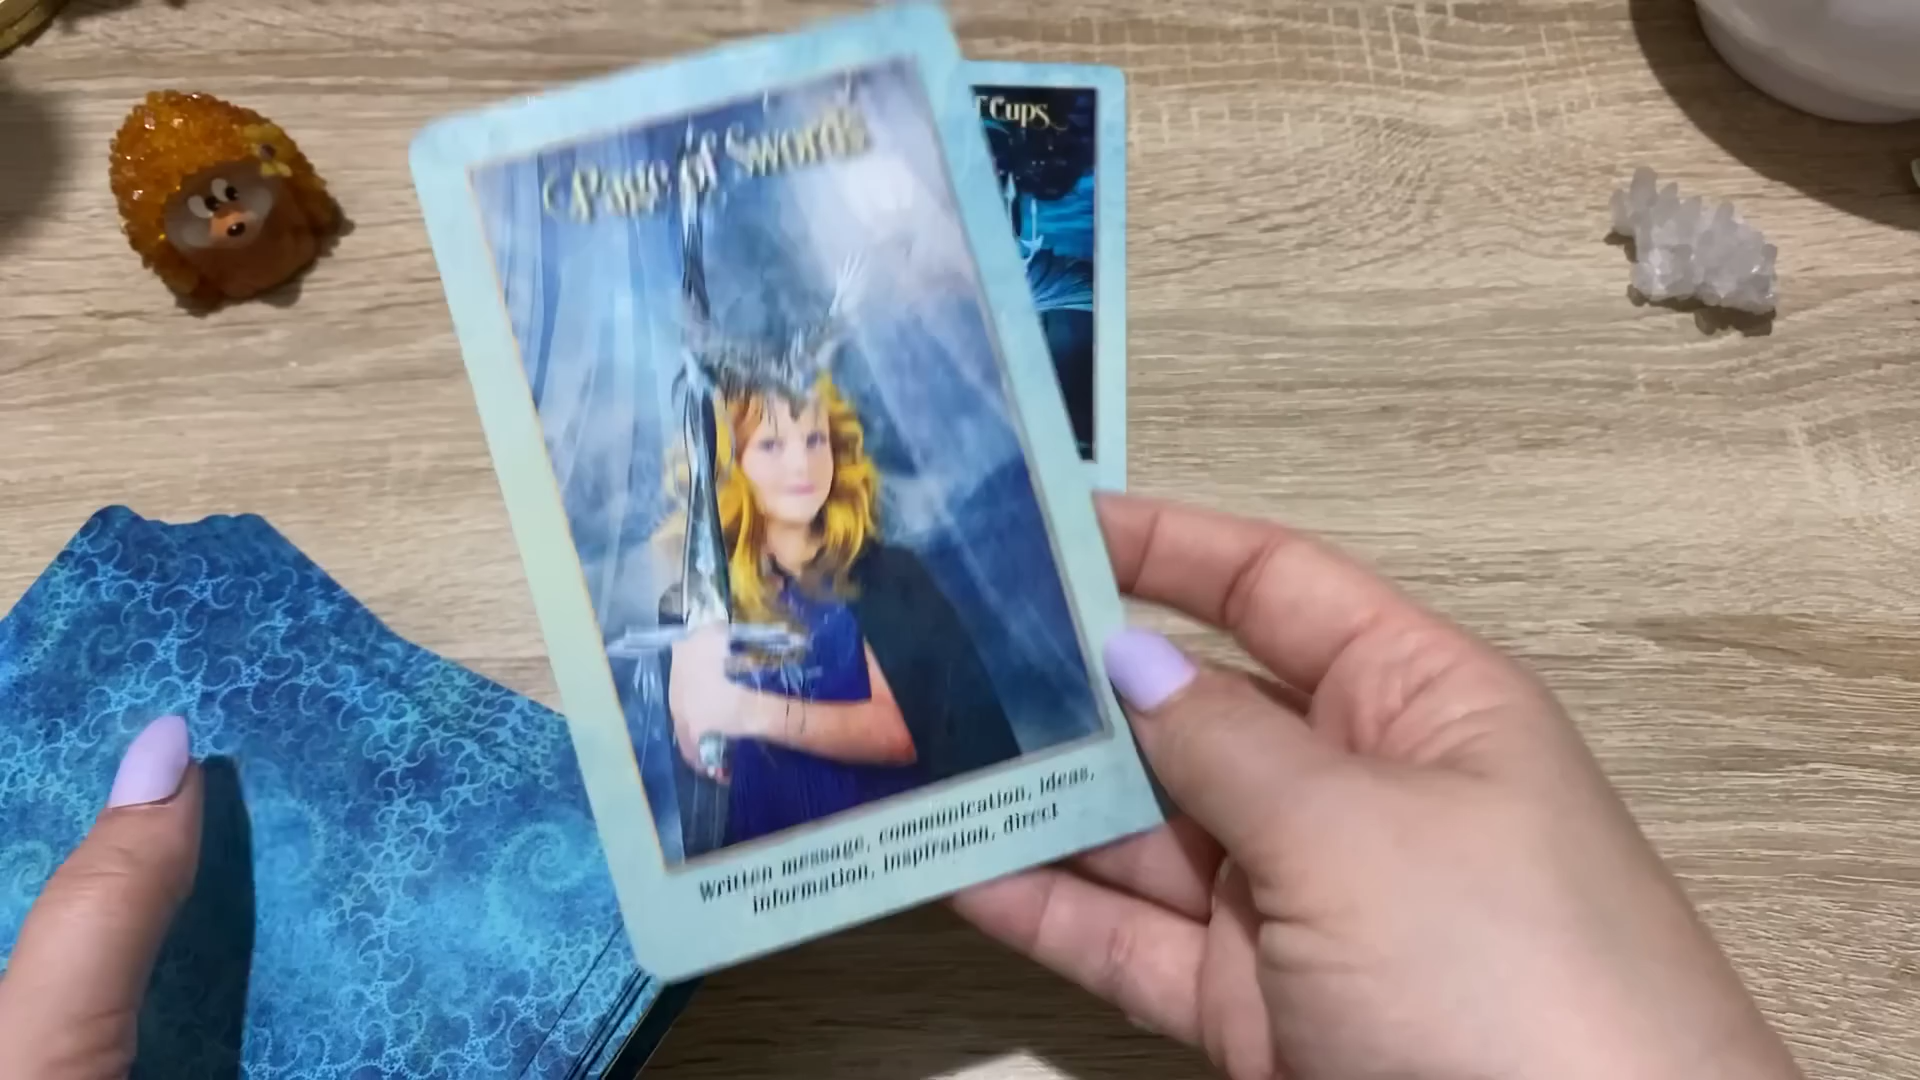 Page of Swords
Cups
Written message, communication, ideas,
information, inspiration, direct